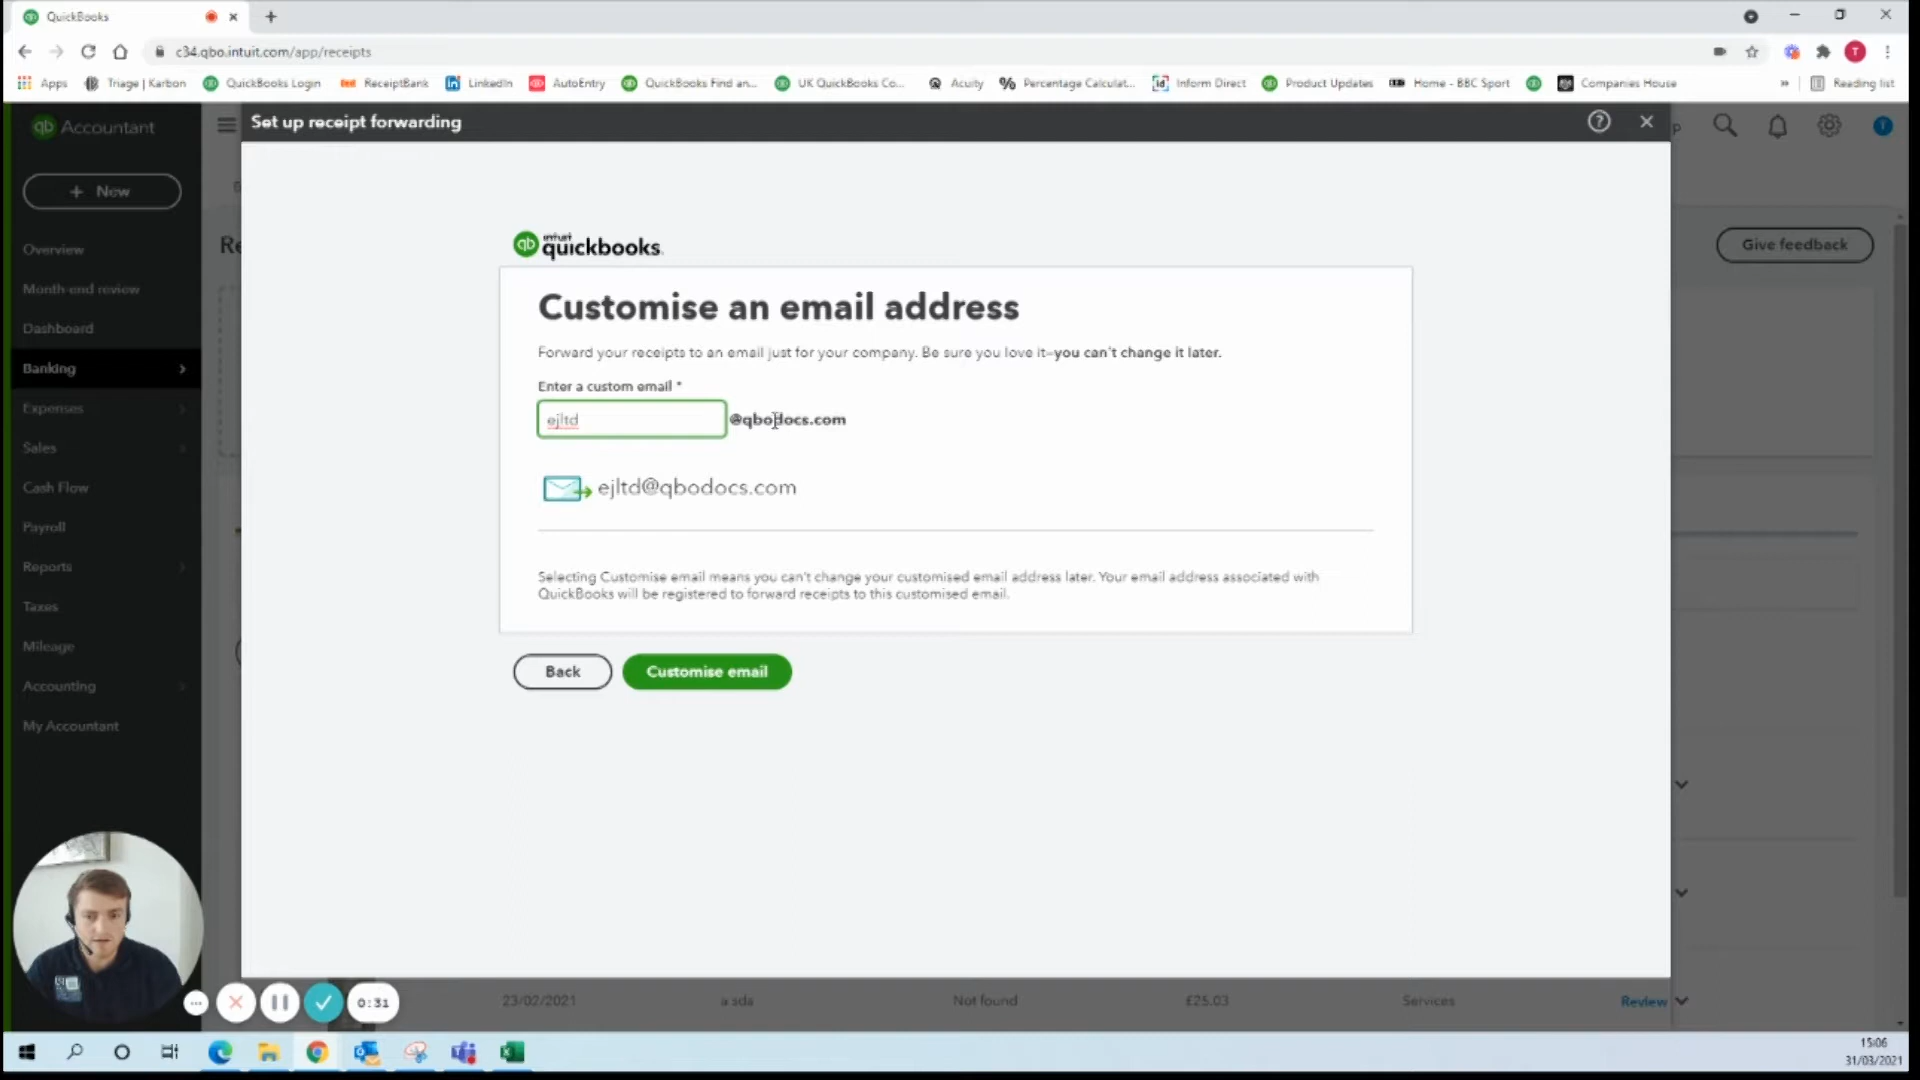 QuickBooks
c34.qbo.intuit.com/app/receipts
T
Apps
Triage | Karbon
QuickBooks Login
ReceiptBank
LinkedIn
AutoEntry
QuickBooks Find an...
UK QuickBooks Co...
Acuity
Percentage Calculat...
Inform Direct
Product Updates
Home - BBC Sport
Companies House
»
Reading list
qb Accountant
Set up receipt forwarding
+ New
Overview
Month-end review
Dashboard
Banking
Expenses
Sales
Cash Flow
Payroll
Reports
Taxes
Mileage
Accounting
My Accountant
Re
Give feedback
qb intuit quickbooks.
Customise an email address
Forward your receipts to an email just for your company. Be sure you love it–you can't change it later.
Enter a custom email *
ejltd @qbodocs.com
ejltd@qbodocs.com
Selecting Customise email means you can't change your customised email address later. Your email address associated with
QuickBooks will be registered to forward receipts to this customised email.
Back
Customise email
23/02/2021 a sda Not found £25.03 Services Review
0:31
15:06
31/03/2021